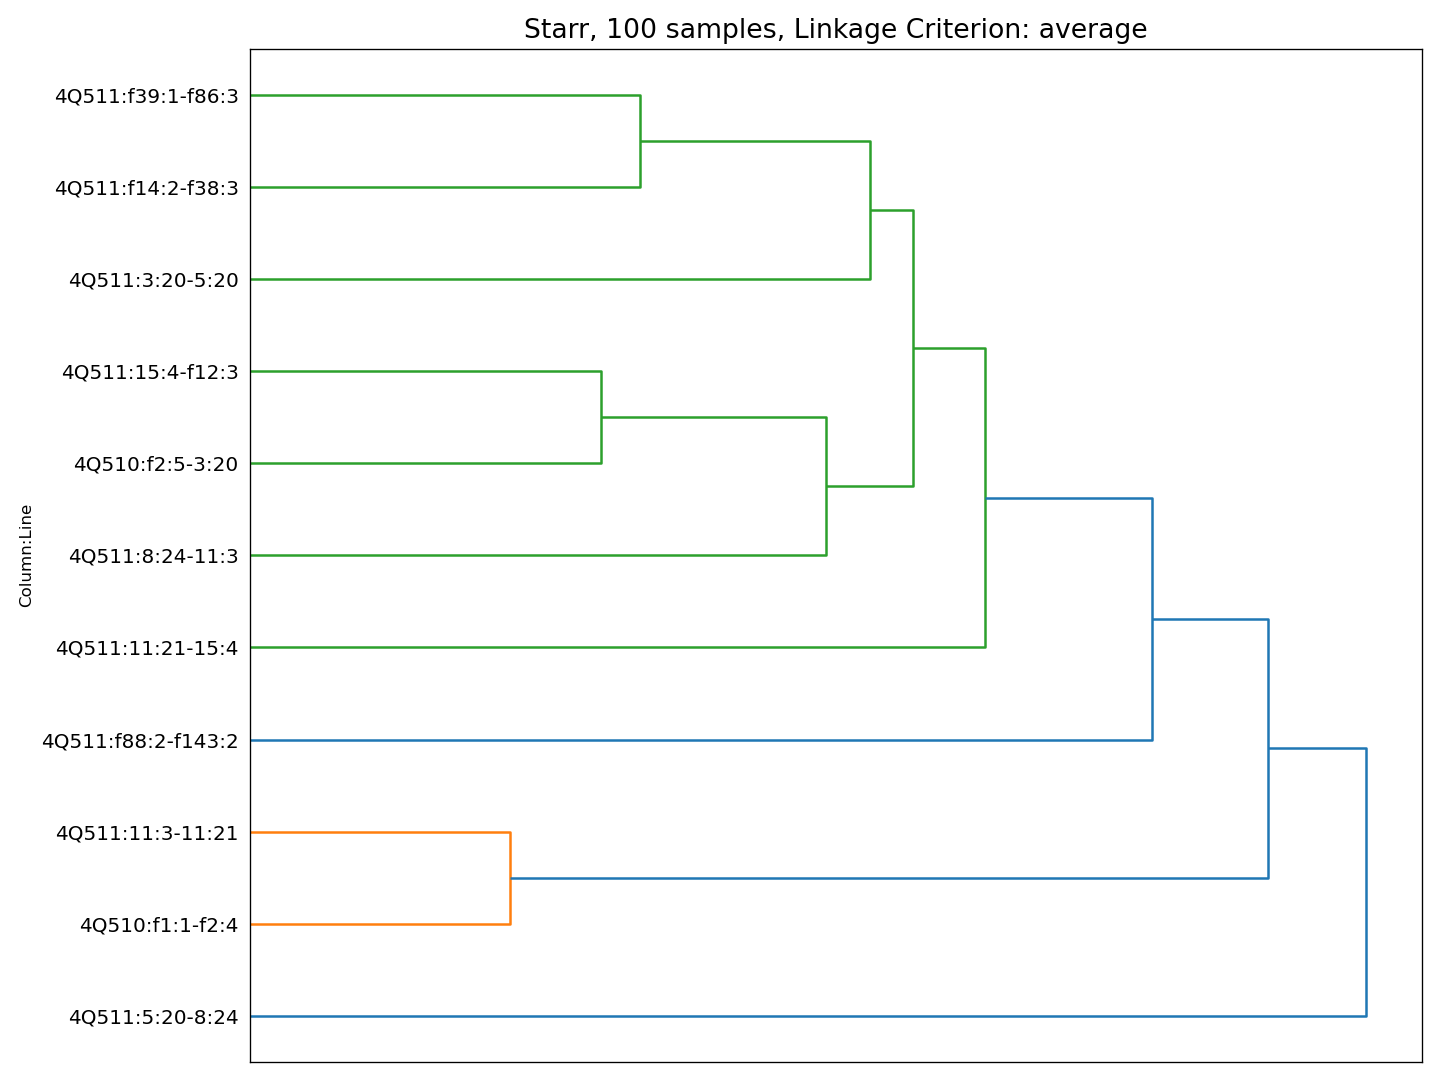 Starr, 100 samples, Linkage Criterion: average
4Q511:f39:1-f86:3
4Q511:f14:2-f38:3
4Q511:3:20-5:20
4Q511:15:4-f12:3
4Q510:f2:5-3:20
4Q511:8:24-11:3
4Q511:11:21-15:4
4Q511:f88:2-f143:2
4Q511:11:3-11:21
4Q510:f1:1-f2:4
4Q511:5:20-8:24
Column:Line